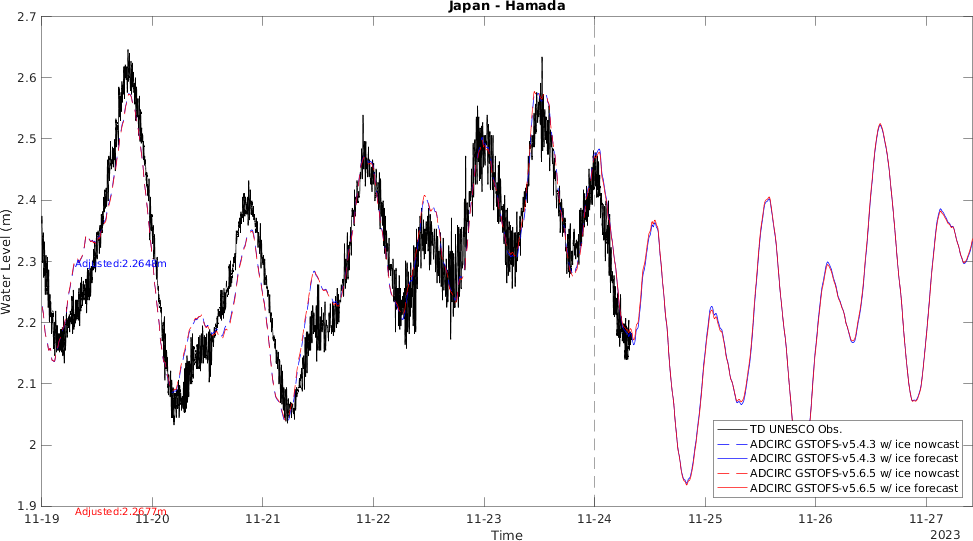 Japan - Hamada
2.7
2.6
2.5
2.4
2.3
2.2
2.1
2
1.9
Water Level (m)
Adjusted:2.2648m
Adjusted:2.2677m
TD UNESCO Obs.
ADCIRC GSTOFS-v5.4.3 w/ ice nowcast
ADCIRC GSTOFS-v5.4.3 w/ ice forecast
ADCIRC GSTOFS-v5.6.5 w/ ice nowcast
ADCIRC GSTOFS-v5.6.5 w/ ice forecast
11-19 11-20 11-21 11-22 11-23 11-24 11-25 11-26 11-27
Time
2023